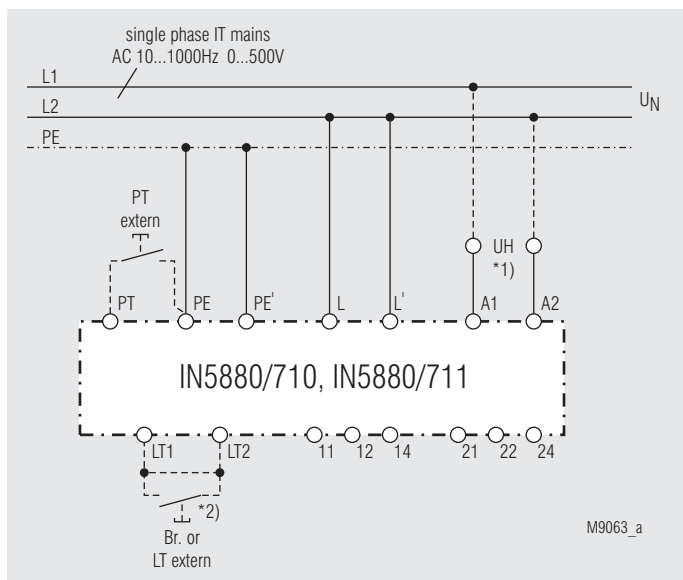 single phase IT mains
AC 10...1000Hz 0...500V
L1
UN
L2
PE
PT
extern
UH
*1)
PT PE PE' L L' A1 A2
IN5880/710, IN5880/711
LT1 LT2 11 12 14 21 22 24
*2)
Br. or
LT extern
M9063_a